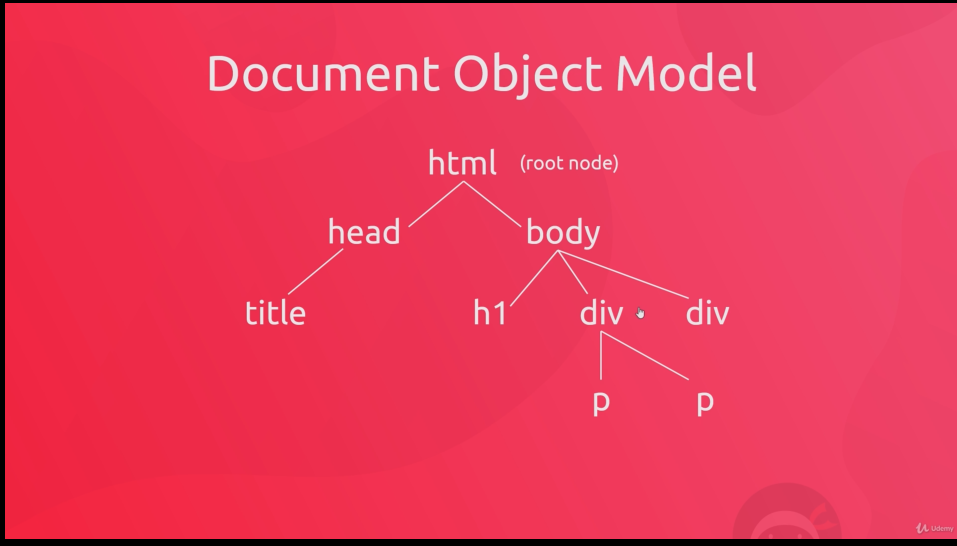 Document Object Model
html (root node)
head body
title h1 div div
p p
Udemy